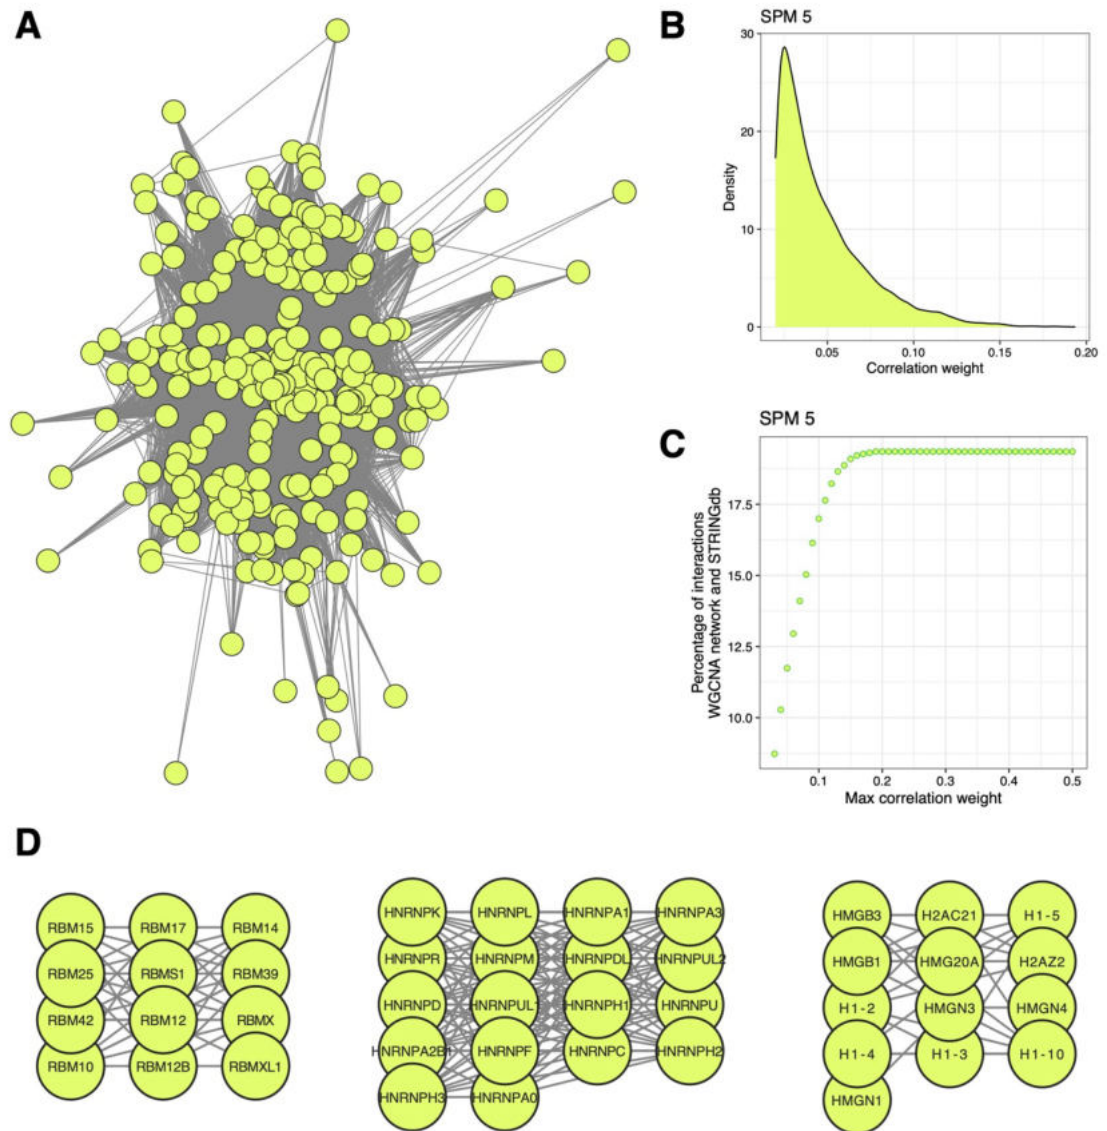 A
B
SPM 5
30
20
10
0
Density
0.05 0.10 0.15 0.20
Correlation weight
C
SPM 5
17.5
15.0
12.5
10.0
Percentage of interactions
WGCNA network and STRINGdb
0.1 0.2 0.3 0.4 0.5
Max correlation weight
D
RBM15 RBM17 RBM14
RBM25 RBMS1 RBM39
RBM42 RBM12 RBMX
RBM10 RBM12B RBMXL1
HNRNPK HNRNPL HNRNPA1 HNRNPA3
HNRNPR HNRNPM HNRNPDL HNRNPUL2
HNRNPD HNRNPUL1 HNRNPH1 HNRNPU
HNRNPA2B1 HNRNPF HNRNPC HNRNPH2
HNRNPH3 HNRNPA0
HMGB3 H2AC21 H1-5
HMGB1 HMG20A H2AZ2
H1-2 HMGN3 HMGN4
H1-4 H1-3 H1-10
HMGN1